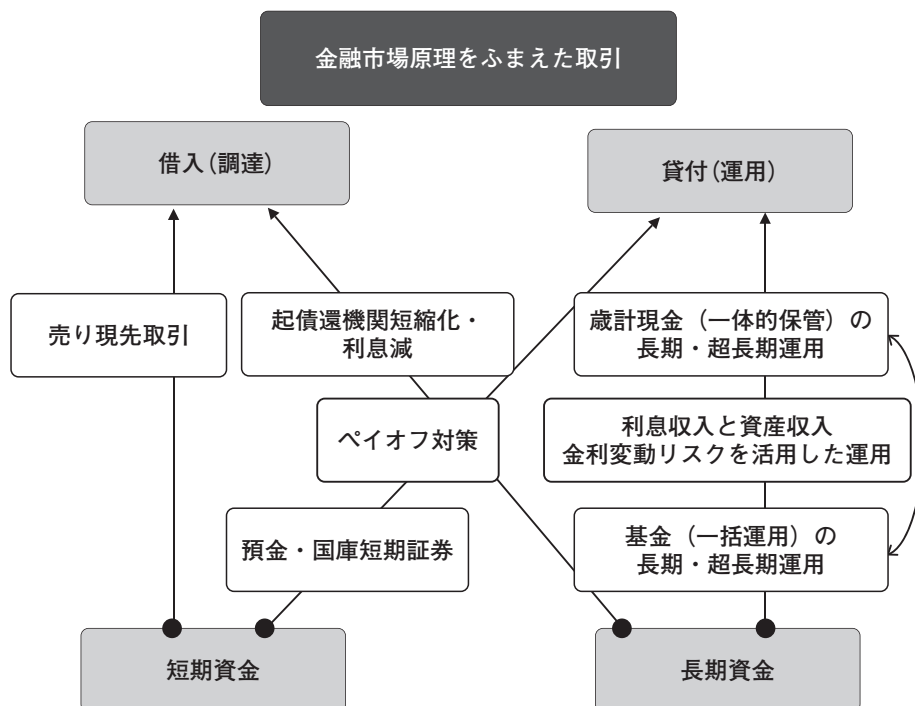 金融市場原理をふまえた取引
借入(調達)
貸付(運用)
売り現先取引
起債還機関短縮化・
利息減
歳計現金（一体的保管）の
長期・超長期運用
ペイオフ対策
利息収入と資産収入
金利変動リスクを活用した運用
預金・国庫短期証券
基金（一括運用）の
長期・超長期運用
短期資金
長期資金